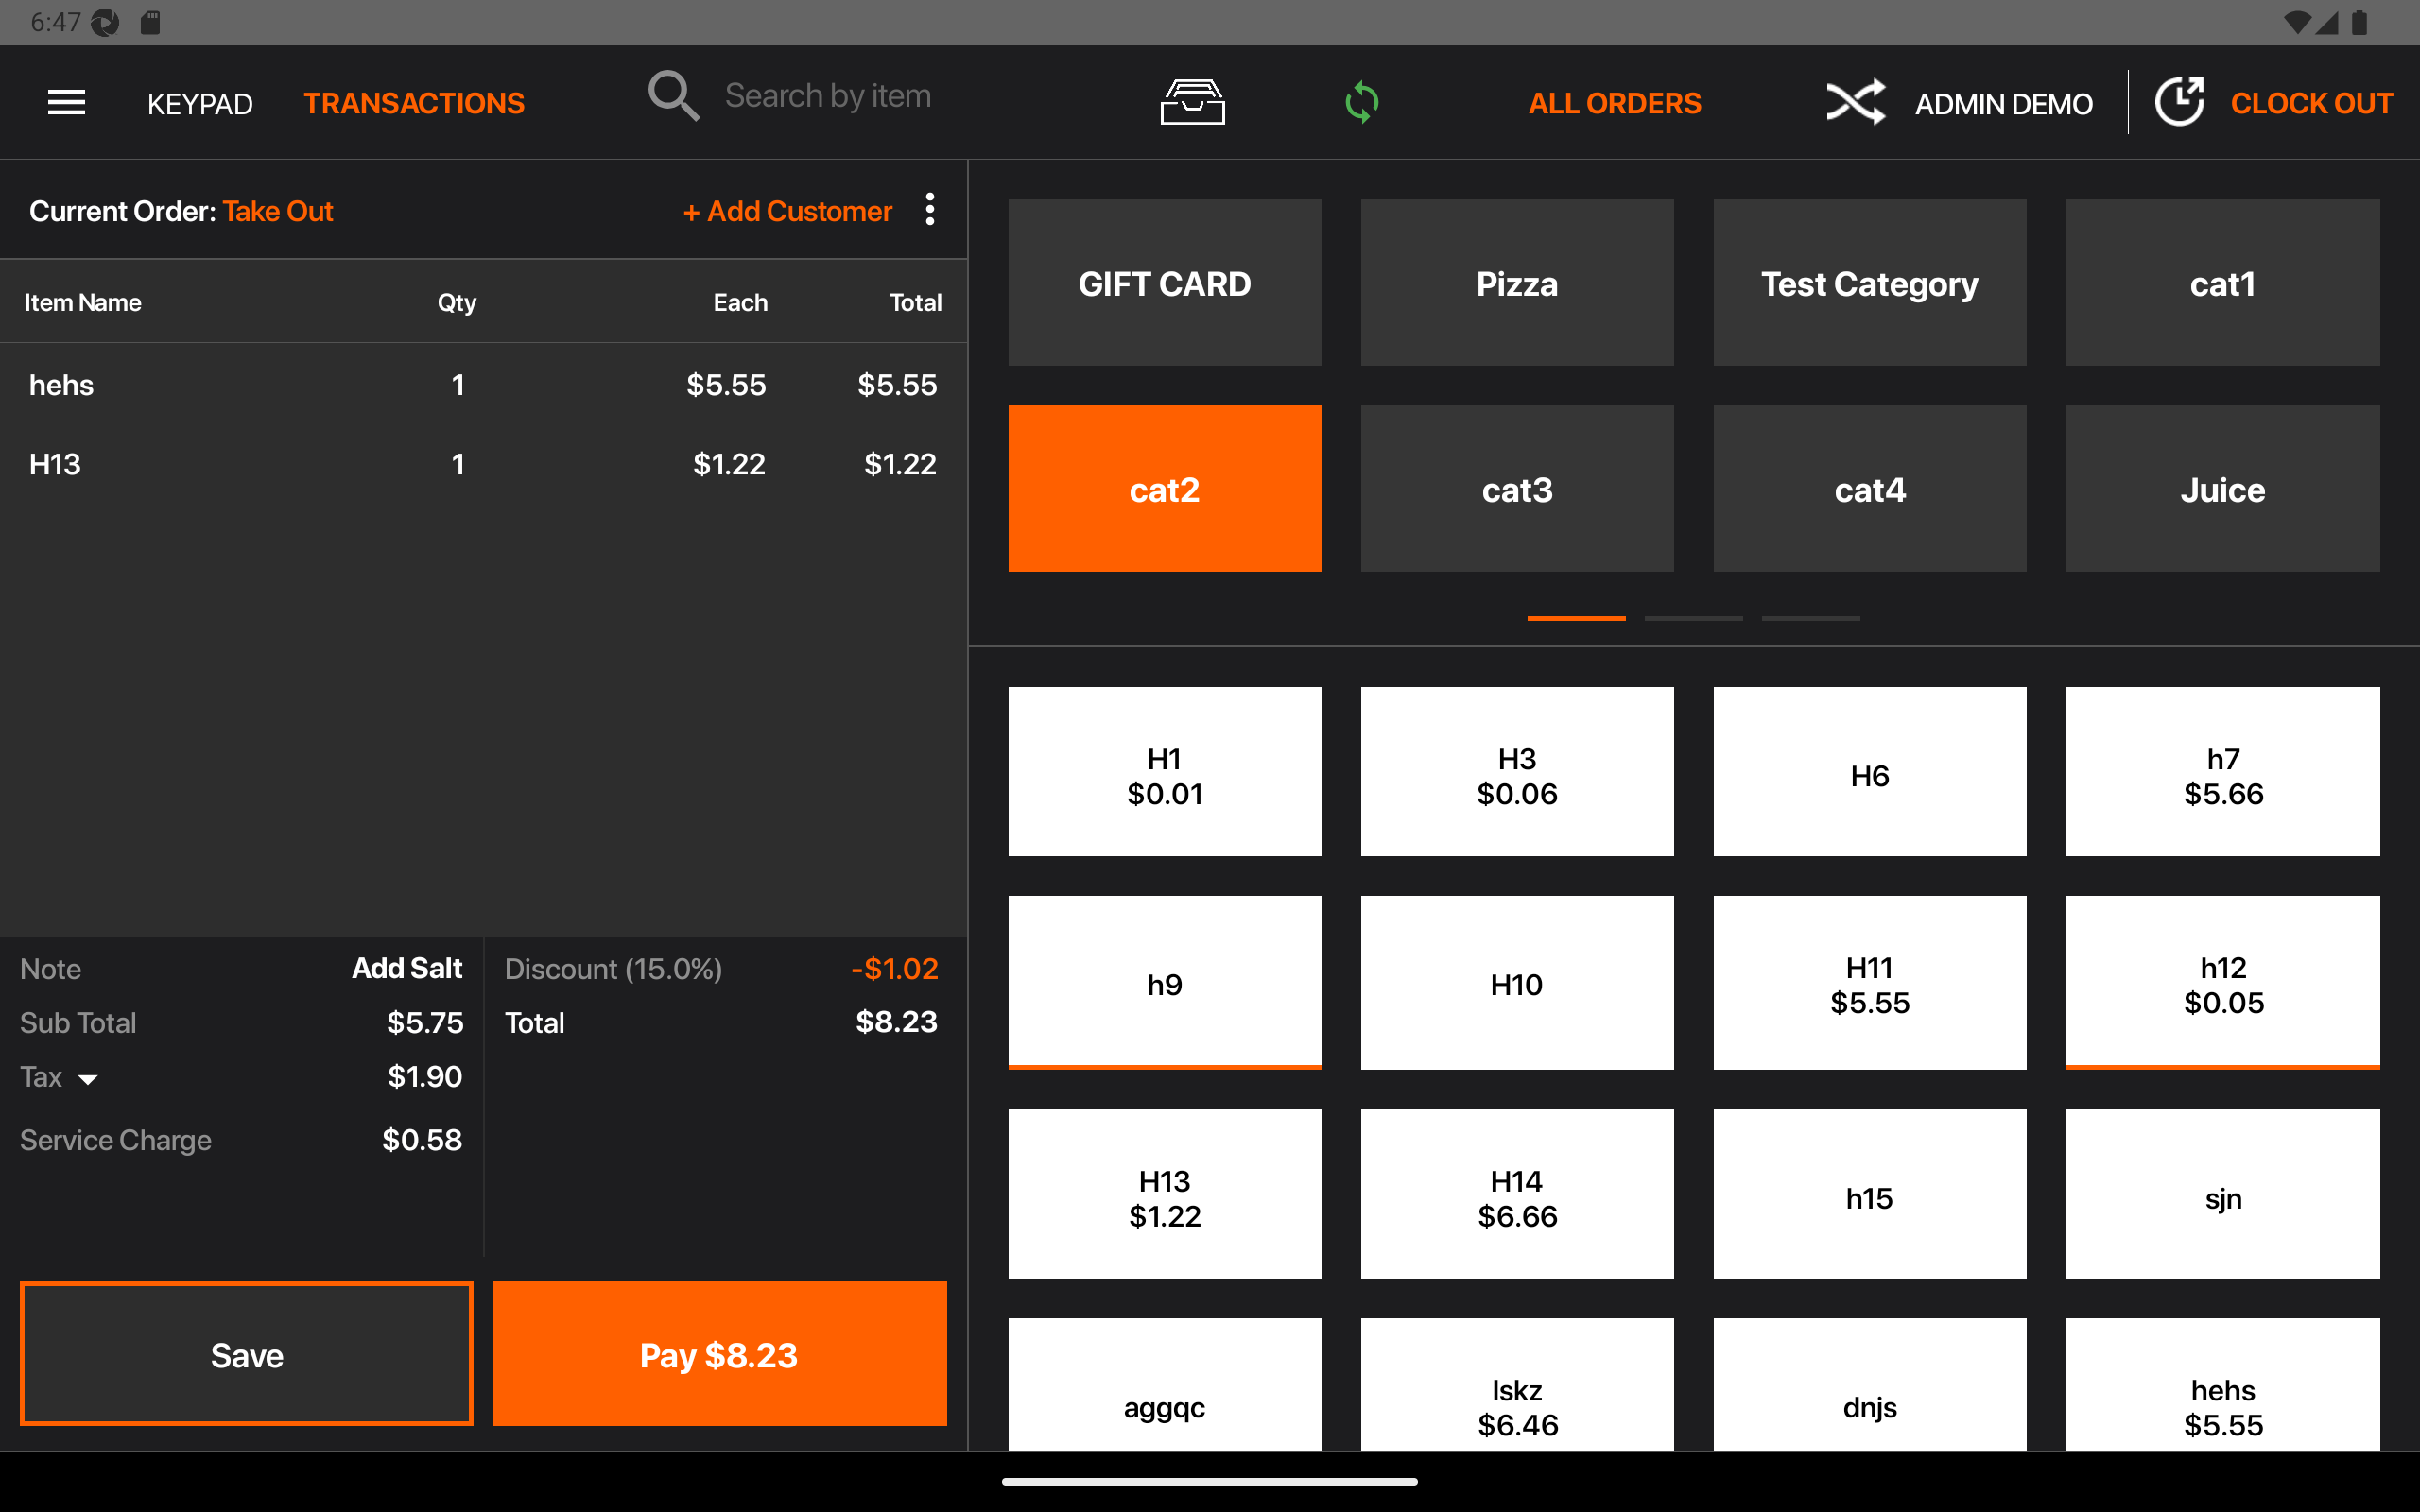 6:47
KEYPAD TRANSACTIONS Search by item ALL ORDERS ADMIN DEMO CLOCK OUT
Current Order: Take Out + Add Customer
Item Name Qty Each Total
hehs 1 $5.55 $5.55
H13 1 $1.22 $1.22
Note Add Salt
Sub Total $5.75
Tax $1.90
Service Charge $0.58
Discount (15.0%) -$1.02
Total $8.23
Save Pay $8.23
GIFT CARD Pizza Test Category cat1
cat2 cat3 cat4 Juice
H1 H3 H6 h7
$0.01 $0.06 $5.66
h9 H10 H11 h12
$5.55 $0.05
H13 H14 h15 sjn
$1.22 $6.66
aggqc lskz dnjs hehs
$6.46 $5.55